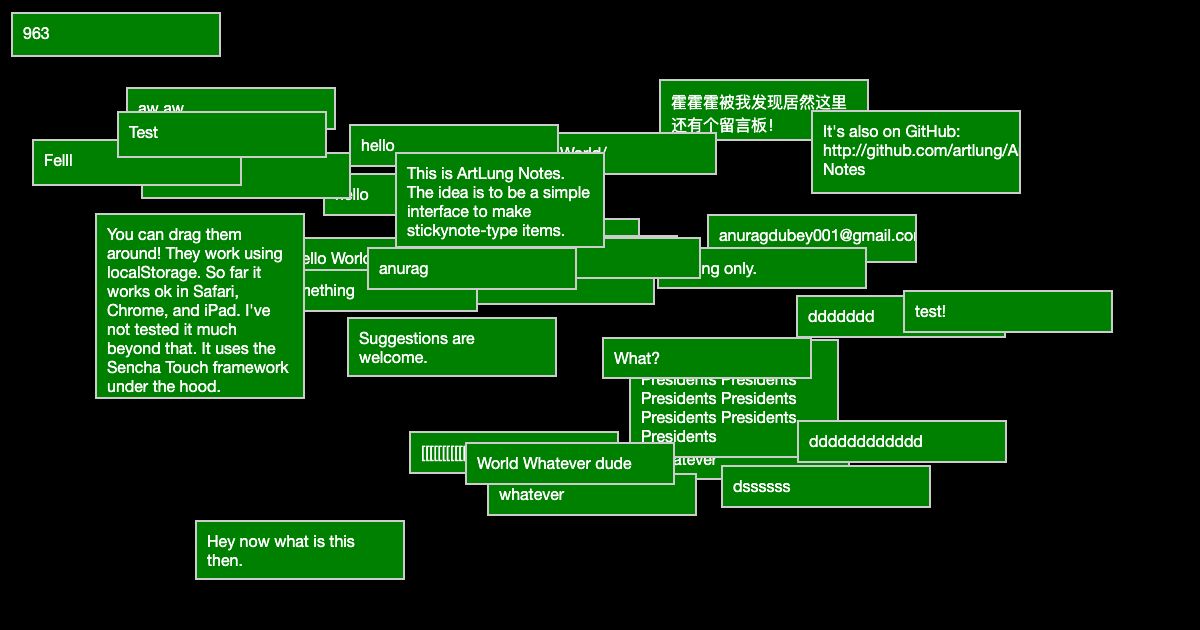 963
aw aw
霍霍霍被我发现居然这里
还有个留言板!
Test
It's also on GitHub:
http://github.com/artlung/A
Notes
hello
World/
Felll
This is ArtLung Notes.
The idea is to be a simple
interface to make
stickynote-type items.
hello
You can drag them
around! They work using
localStorage. So far it
works ok in Safari,
Chrome, and iPad. I've
not tested it much
beyond that. It uses the
Sencha Touch framework
under the hood.
anuragdubey001@gmail.co
ello World
anurag
ng only.
nething
test!
ddddddd
Suggestions are
welcome.
What?
Presidents Presidents
Presidents Presidents
Presidents Presidents
Presidents
dddddddddddd
World Whatever dude
atever
dssssss
whatever
Hey now what is this
then.